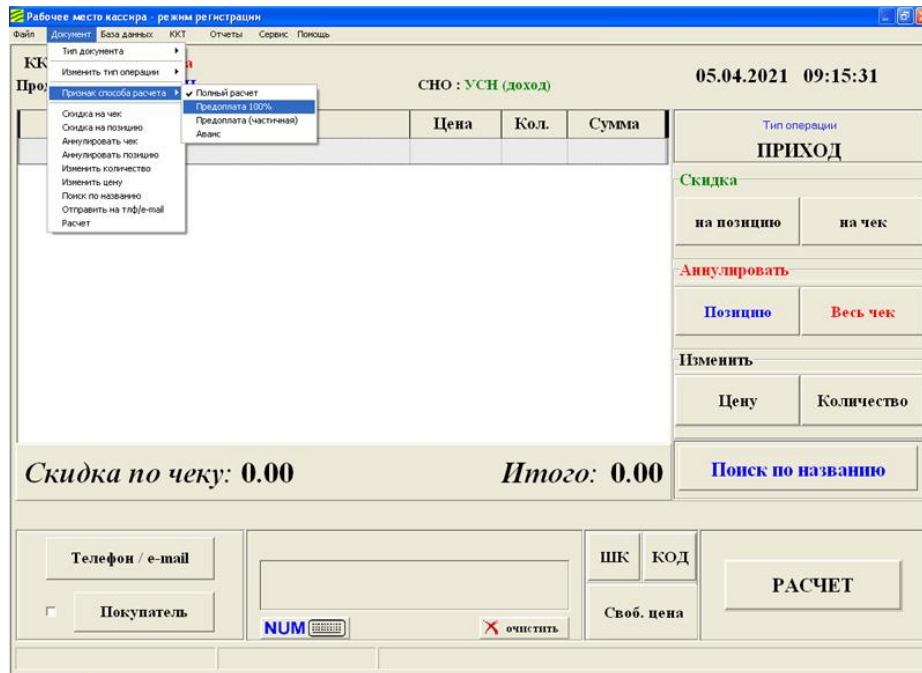 Рабочее место кассира - режим регистрации
Файл Документ База данных ККТ Отчеты Сервис Помощь
Тип документа
Изменить тип операции
Признак способа расчета
Скидка на чек
Скидка на позицию
Аннулировать чек
Аннулировать позицию
Изменить количество
Изменить цену
Поиск по названию
Отправить на тлф/e-mail
Расчет
Полный расчет
Предоплата 100%
Предоплата (частичная)
Аванс
СНО : УСН (доход)
05.04.2021 09:15:31
Цена Кол. Сумма
Тип операции
ПРИХОД
Скидка
на позицию на чек
Аннулировать
Позицию Весь чек
Изменить
Цену Количество
Скидка по чеку: 0.00 Итого: 0.00
Поиск по названию
Телефон / e-mail
Покупатель
NUM
очистить
ШК КОД
Своб. цена
РАСЧЕТ